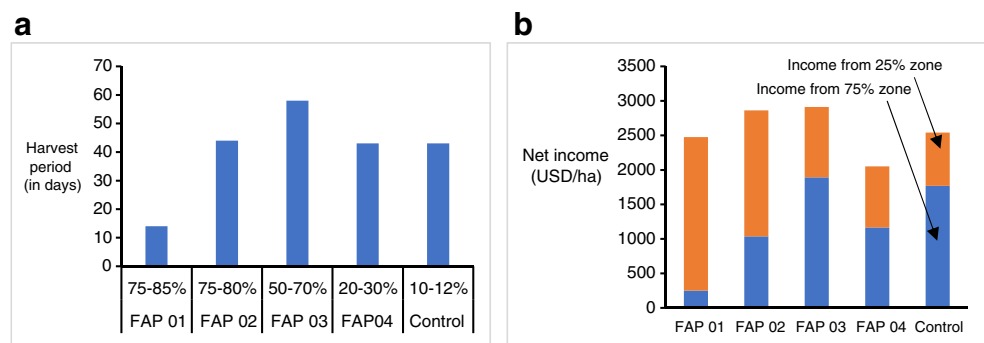 a
70
60
50
40
30
20
10
0
Harvest
period
(in days)
75-85% 75-80% 50-70% 20-30% 10-12%
FAP 01 FAP 02 FAP 03 FAP04 Control
b
3500
3000
2500
2000
1500
1000
500
0
Net income
(USD/ha)
Income from 25% zone
Income from 75% zone
FAP 01 FAP 02 FAP 03 FAP 04 Control